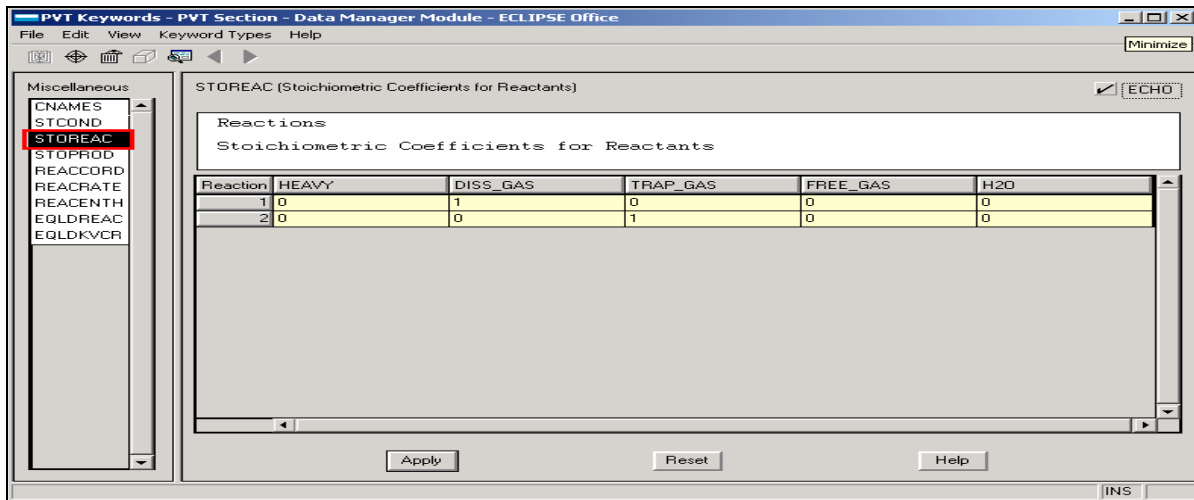 PVT Keywords - PVT Section - Data Manager Module - ECLIPSE Office
File Edit View Keyword Types Help
Minimize
Miscellaneous
CNAMES
STCOND
STOREAC
STOPROD
REACCORD
REACRATE
REACENTH
EQLDREAC
EQLDKVCR
STOREAC (Stoichiometric Coefficients for Reactants)
ECHO
Reactions
Stoichiometric Coefficients for Reactants
Reaction HEAVY DISS_GAS TRAP_GAS FREE_GAS H2O
1 0 1 0 0 0
2 0 0 1 0 0
Apply Reset Help
INS